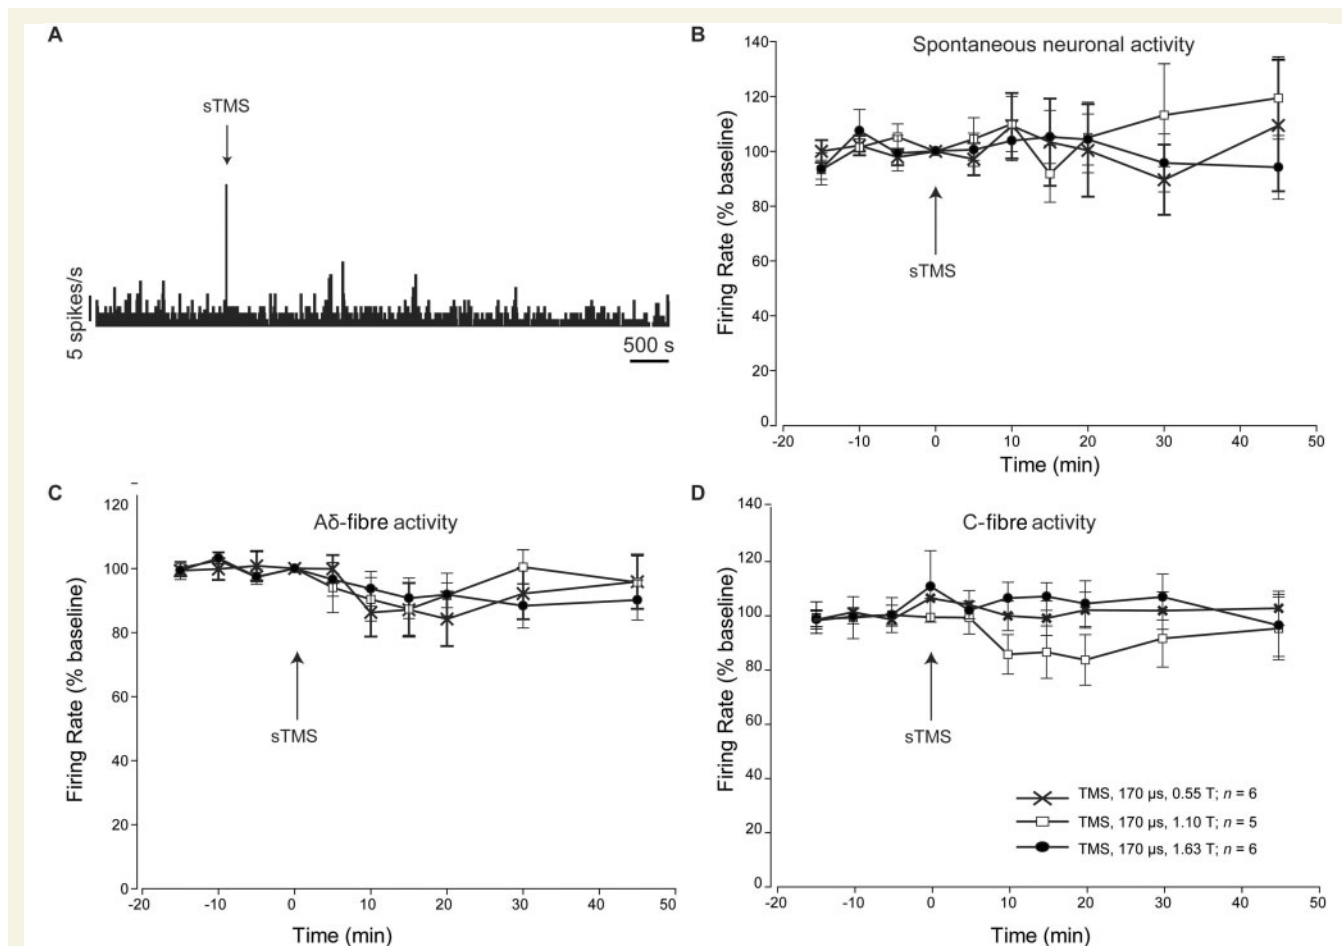 A
sTMS
5 spikes/s
500 s
B
Spontaneous neuronal activity
Firing Rate (% baseline)
140
120
100
80
60
40
20
0
sTMS
-20
-10
0
10
20
30
40
50
Time (min)
C
Aδ-fibre activity
Firing Rate (% baseline)
120
100
80
60
40
20
0
sTMS
-20
-10
0
10
20
30
40
50
Time (min)
D
C-fibre activity
Firing Rate (% baseline)
140
120
100
80
60
40
20
0
sTMS
TMS, 170 µs, 0.55 T; n = 6
TMS, 170 µs, 1.10 T; n = 5
TMS, 170 µs, 1.63 T; n = 6
-20
-10
0
10
20
30
40
50
Time (min)